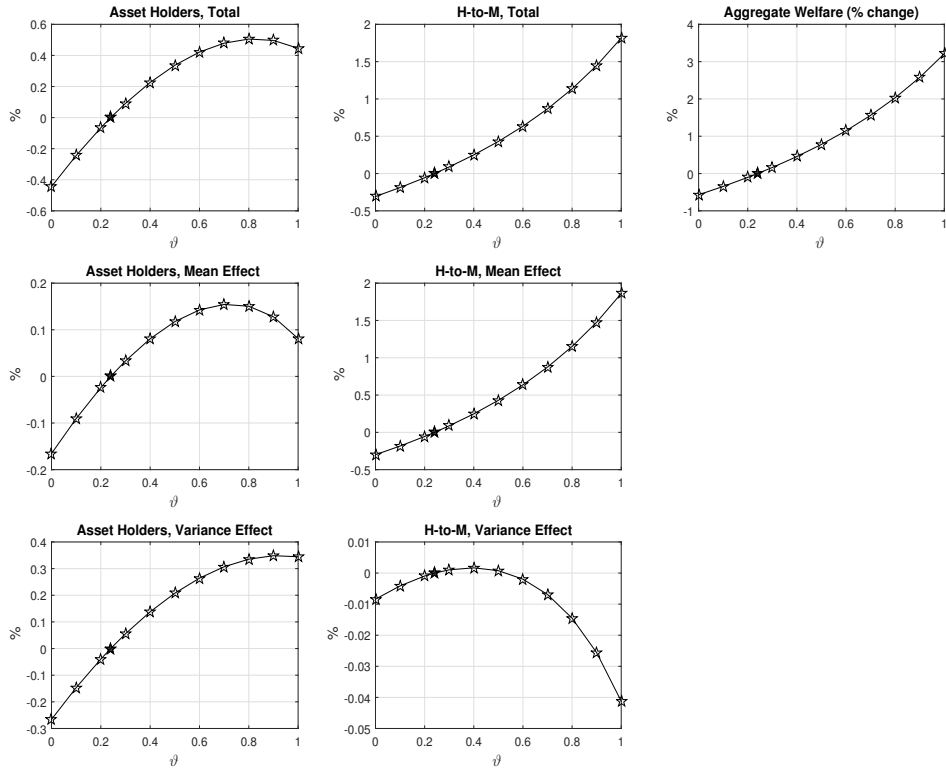 Asset Holders, Total
0.6
0.4
0.2
0
-0.2
-0.4
-0.6
%
0 0.2 0.4 0.6 0.8 1
ϑ
H-to-M, Total
2
1.5
1
0.5
0
-0.5
%
0 0.2 0.4 0.6 0.8 1
ϑ
Aggregate Welfare (% change)
4
3
2
1
0
-1
%
0 0.2 0.4 0.6 0.8 1
ϑ
Asset Holders, Mean Effect
0.2
0.1
0
-0.1
-0.2
%
0 0.2 0.4 0.6 0.8 1
ϑ
H-to-M, Mean Effect
2
1.5
1
0.5
0
-0.5
%
0 0.2 0.4 0.6 0.8 1
ϑ
Asset Holders, Variance Effect
0.4
0.3
0.2
0.1
0
-0.1
-0.2
-0.3
%
0 0.2 0.4 0.6 0.8 1
ϑ
H-to-M, Variance Effect
0.01
0
-0.01
-0.02
-0.03
-0.04
-0.05
%
0 0.2 0.4 0.6 0.8 1
ϑ